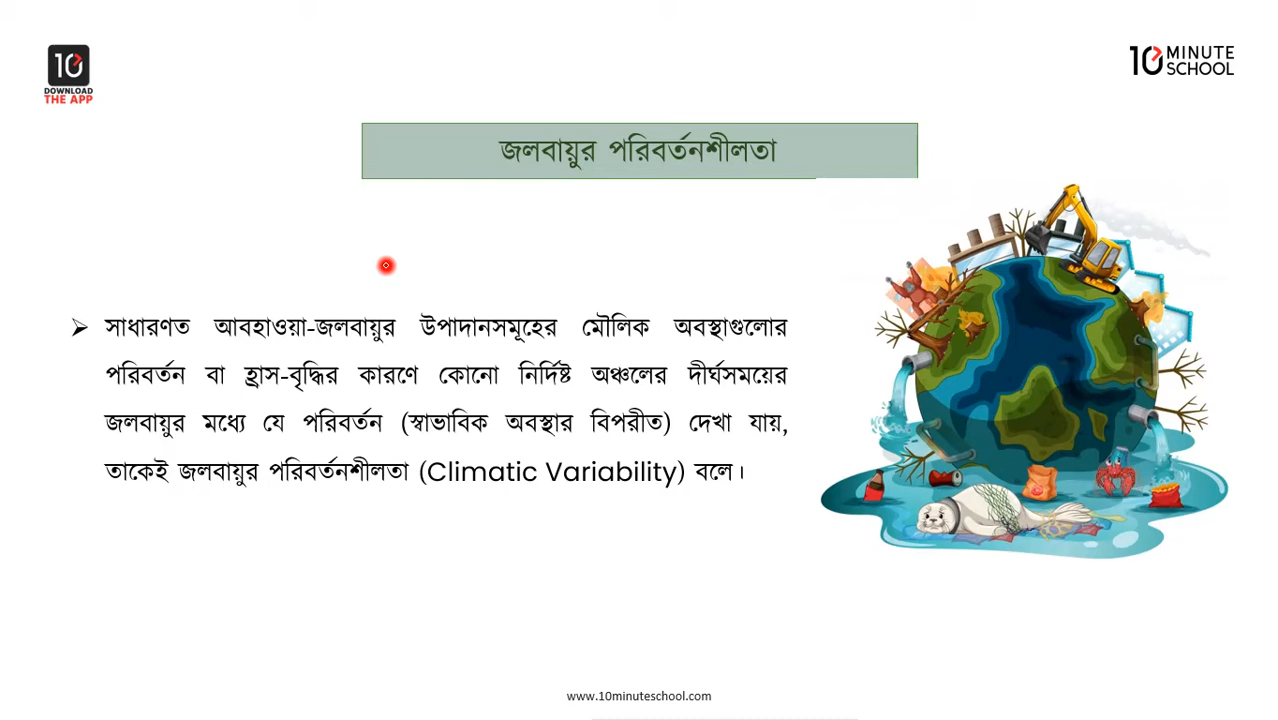 10
DOWNLOAD
THE APP
10 MINUTE
SCHOOL
জলবায়ুর পরিবর্তনশীলতা
➢ সাধারণত আবহাওয়া-জলবায়ুর উপাদানসমূহের মৌলিক অবস্থাগুলোর
পরিবর্তন বা হ্রাস-বৃদ্ধির কারণে কোনো নির্দিষ্ট অঞ্চলের দীর্ঘসময়ের
জলবায়ুর মধ্যে যে পরিবর্তন (স্বাভাবিক অবস্থার বিপরীত) দেখা যায়,
তাকেই জলবায়ুর পরিবর্তনশীলতা (Climatic Variability) বলে।
www.10minuteschool.com